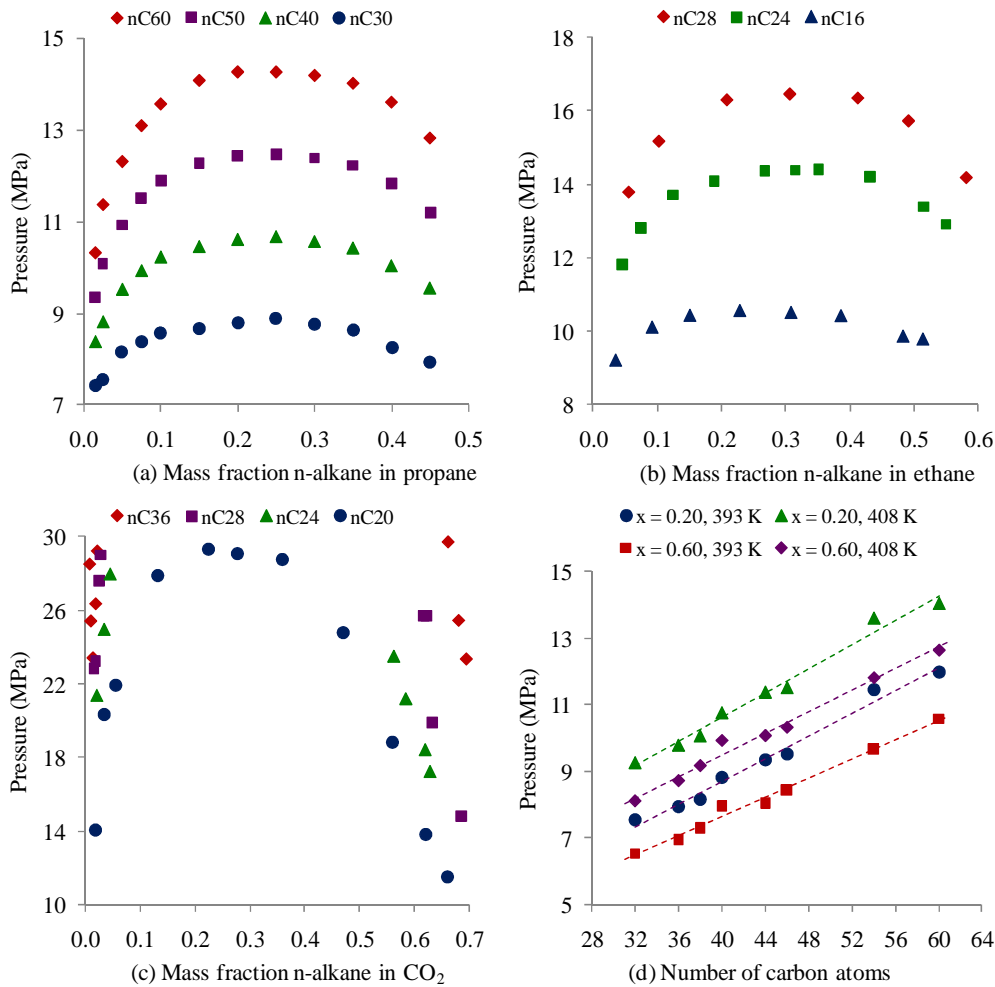 nC60 nC50 nC40 nC30
15
13
11
9
7
Pressure (MPa)
0.0 0.1 0.2 0.3 0.4 0.5
(a) Mass fraction n-alkane in propane
nC28 nC24 nC16
18
16
14
12
10
8
Pressure (MPa)
0.0 0.1 0.2 0.3 0.4 0.5 0.6
(b) Mass fraction n-alkane in ethane
nC36 nC28 nC24 nC20
30
26
22
18
14
10
Pressure (MPa)
0.0 0.1 0.2 0.3 0.4 0.5 0.6 0.7
(c) Mass fraction n-alkane in CO₂
x = 0.20, 393 K x = 0.20, 408 K
x = 0.60, 393 K x = 0.60, 408 K
15
13
11
9
7
5
Pressure (MPa)
28 32 36 40 44 48 52 56 60 64
(d) Number of carbon atoms